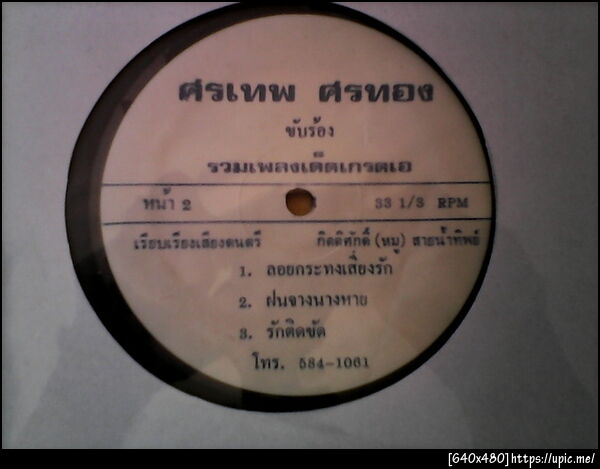 ศรเทพ ศรทอง
ขับร้อง
รวมเพลงเด็ดเกรดเอ
หน้า 2 33 1/3 RPM
เรียบเรียงเสียงดนตรี กิตติศักดิ์ (หมู) สายน้ำทิพย์
1. ลอยกระทงเสี่ยงรัก
2. ฝนจางนางหาย
3. รักติดขัด
โทร. 584-1061
[640x480]https://upic.me/